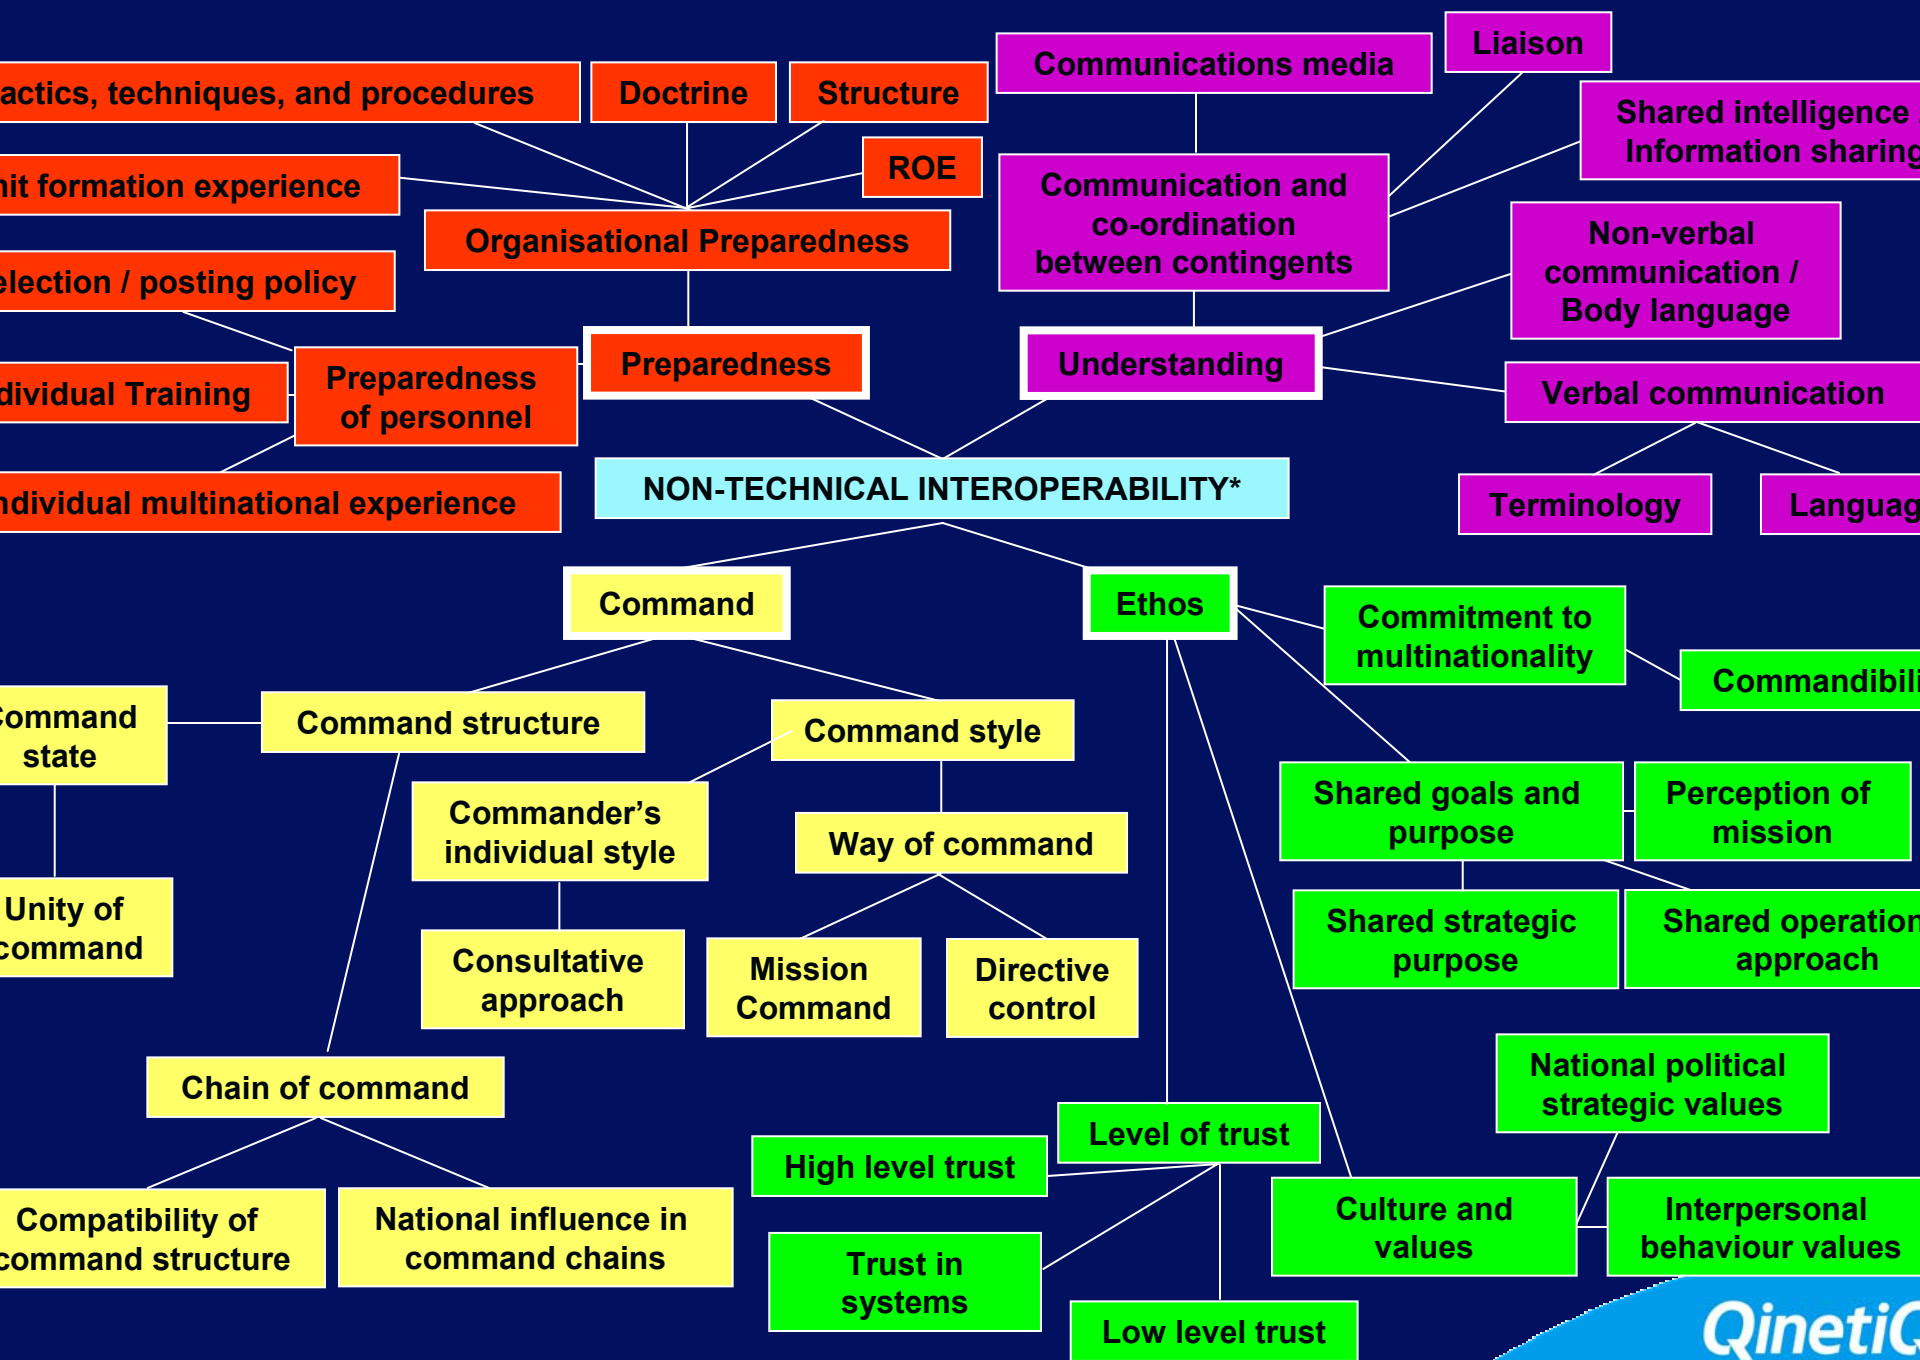 Communications media
Liaison
actics, techniques, and procedures
Doctrine
Structure
Shared intelligence /
Information sharing
ROE
nit formation experience
Communication and
co-ordination
between contingents
Organisational Preparedness
Non-verbal
communication /
Body language
election / posting policy
Preparedness
Understanding
dividual Training
Preparedness
of personnel
Verbal communication
ndividual multinational experience
NON-TECHNICAL INTEROPERABILITY*
Terminology
Languag
Command
Ethos
Commitment to
multinationality
Commandibili
Command
state
Command structure
Command style
Commander's
individual style
Way of command
Shared goals and
purpose
Perception of
mission
Unity of
command
Consultative
approach
Mission
Command
Directive
control
Shared strategic
purpose
Shared operation
approach
Chain of command
National political
strategic values
Level of trust
High level trust
Compatibility of
command structure
National influence in
command chains
Culture and
values
Interpersonal
behaviour values
Trust in
systems
Low level trust
QinetiQ